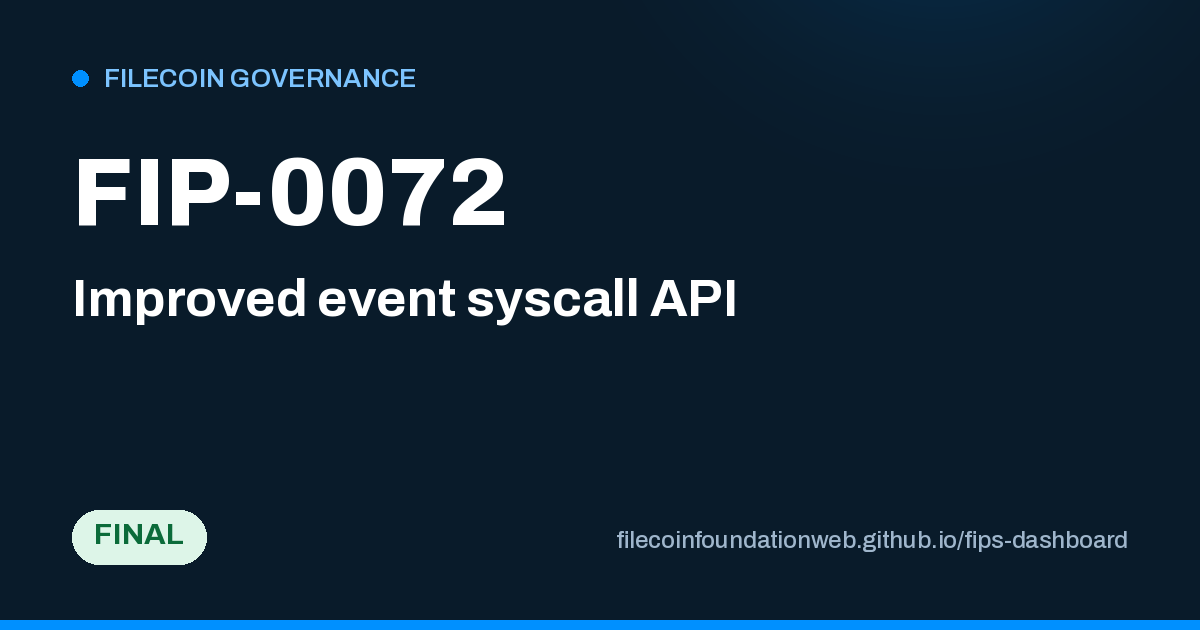 FILECOIN GOVERNANCE
FIP-0072
Improved event syscall API
FINAL
filecoinfoundationweb.github.io/fips-dashboard